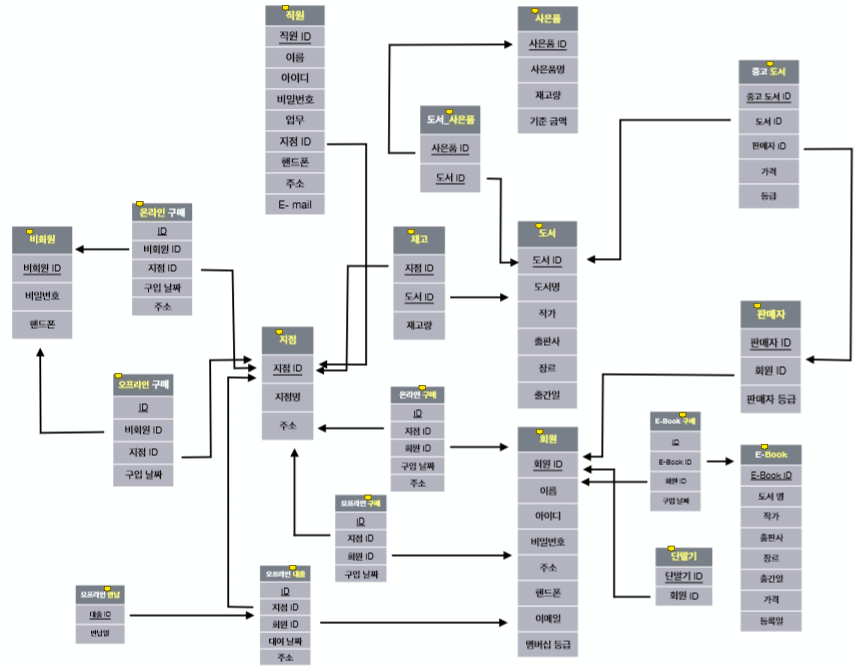 직원
직원 ID
이름
아이디
비밀번호
업무
지점 ID
핸드폰
주소
E- mail
사은품
사은품 ID
사은품명
재고량
기준 금액
도서_사은품
사은품 ID
도서 ID
중고 도서
중고 도서 ID
도서 ID
판매자 ID
가격
등급
온라인 구매
ID
비회원 ID
지점 ID
구입 날짜
주소
비회원
비회원 ID
비밀번호
핸드폰
재고
지점 ID
도서 ID
재고량
도서
도서 ID
도서명
작가
출판사
장르
출간일
지점
지점 ID
지점명
주소
판매자
판매자 ID
회원 ID
판매자 등급
오프라인 구매
ID
비회원 ID
지점 ID
구입 날짜
온라인 구매
ID
지점 ID
회원 ID
구입 날짜
주소
회원
회원 ID
이름
아이디
비밀번호
주소
핸드폰
이메일
멤버십 등급
E-Book 구매
ID
E-Book ID
회원 ID
구입 날짜
E-Book
E-Book ID
도서 명
작가
출판사
장르
출간일
가격
등록일
오프라인 구매
ID
지점 ID
회원 ID
구입 날짜
단말기
단말기 ID
회원 ID
오프라인 대출
ID
지점 ID
회원 ID
대여 날짜
주소
오프라인 반납
대출 ID
반납일